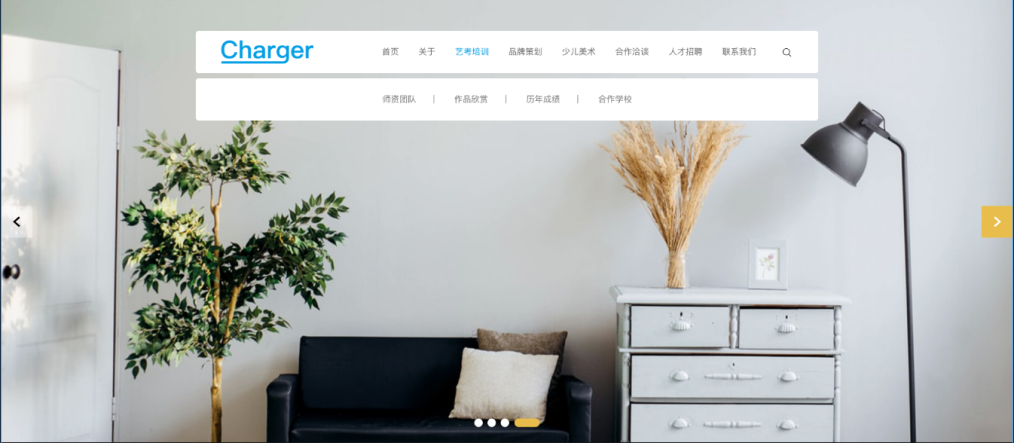 Charger 首页 关于 艺考培训 品牌策划 少儿美术 合作洽谈 人才招聘 联系我们
师资团队 | 作品欣赏 | 历年成绩 | 合作学校